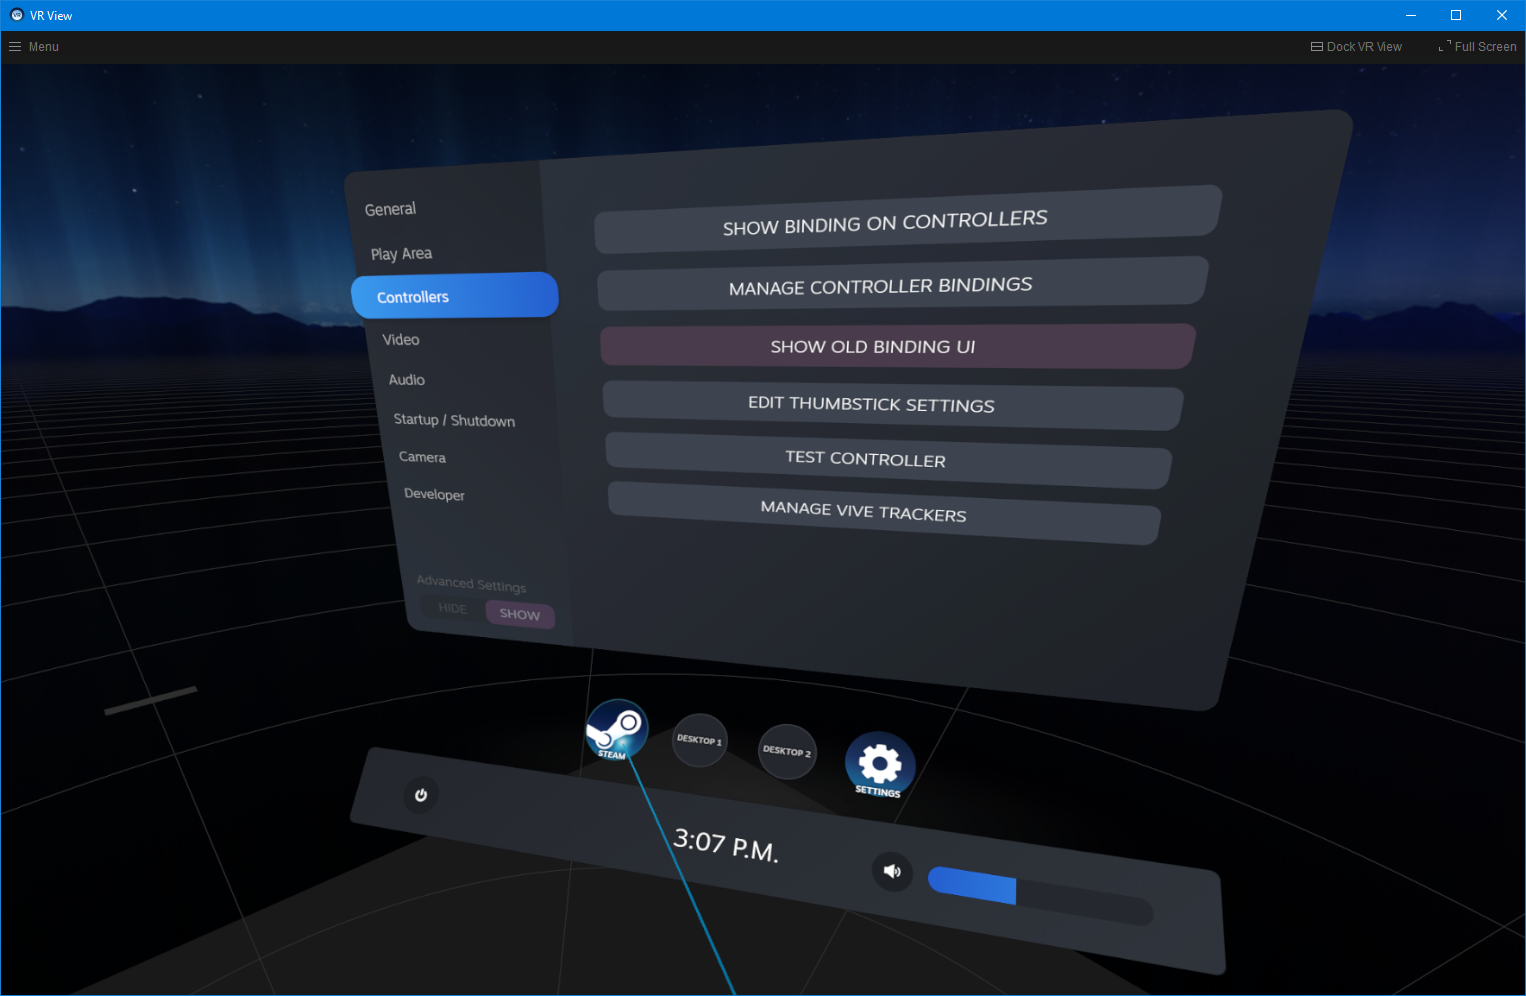 VR View
Menu
Dock VR View
Full Screen
General
Play Area
Controllers
Video
Audio
Startup / Shutdown
Camera
Developer
Advanced Settings
HIDE
SHOW
SHOW BINDING ON CONTROLLERS
MANAGE CONTROLLER BINDINGS
SHOW OLD BINDING UI
EDIT THUMBSTICK SETTINGS
TEST CONTROLLER
MANAGE VIVE TRACKERS
STEAM
DESKTOP 1
DESKTOP 2
SETTINGS
3:07 P.M.